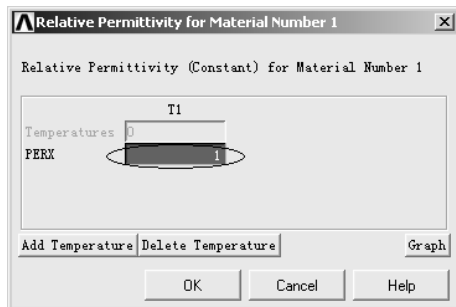 Relative Permittivity for Material Number 1
Relative Permittivity (Constant) for Material Number 1
T1
Temperatures 0
PERX 1
Add Temperature Delete Temperature Graph
OK Cancel Help